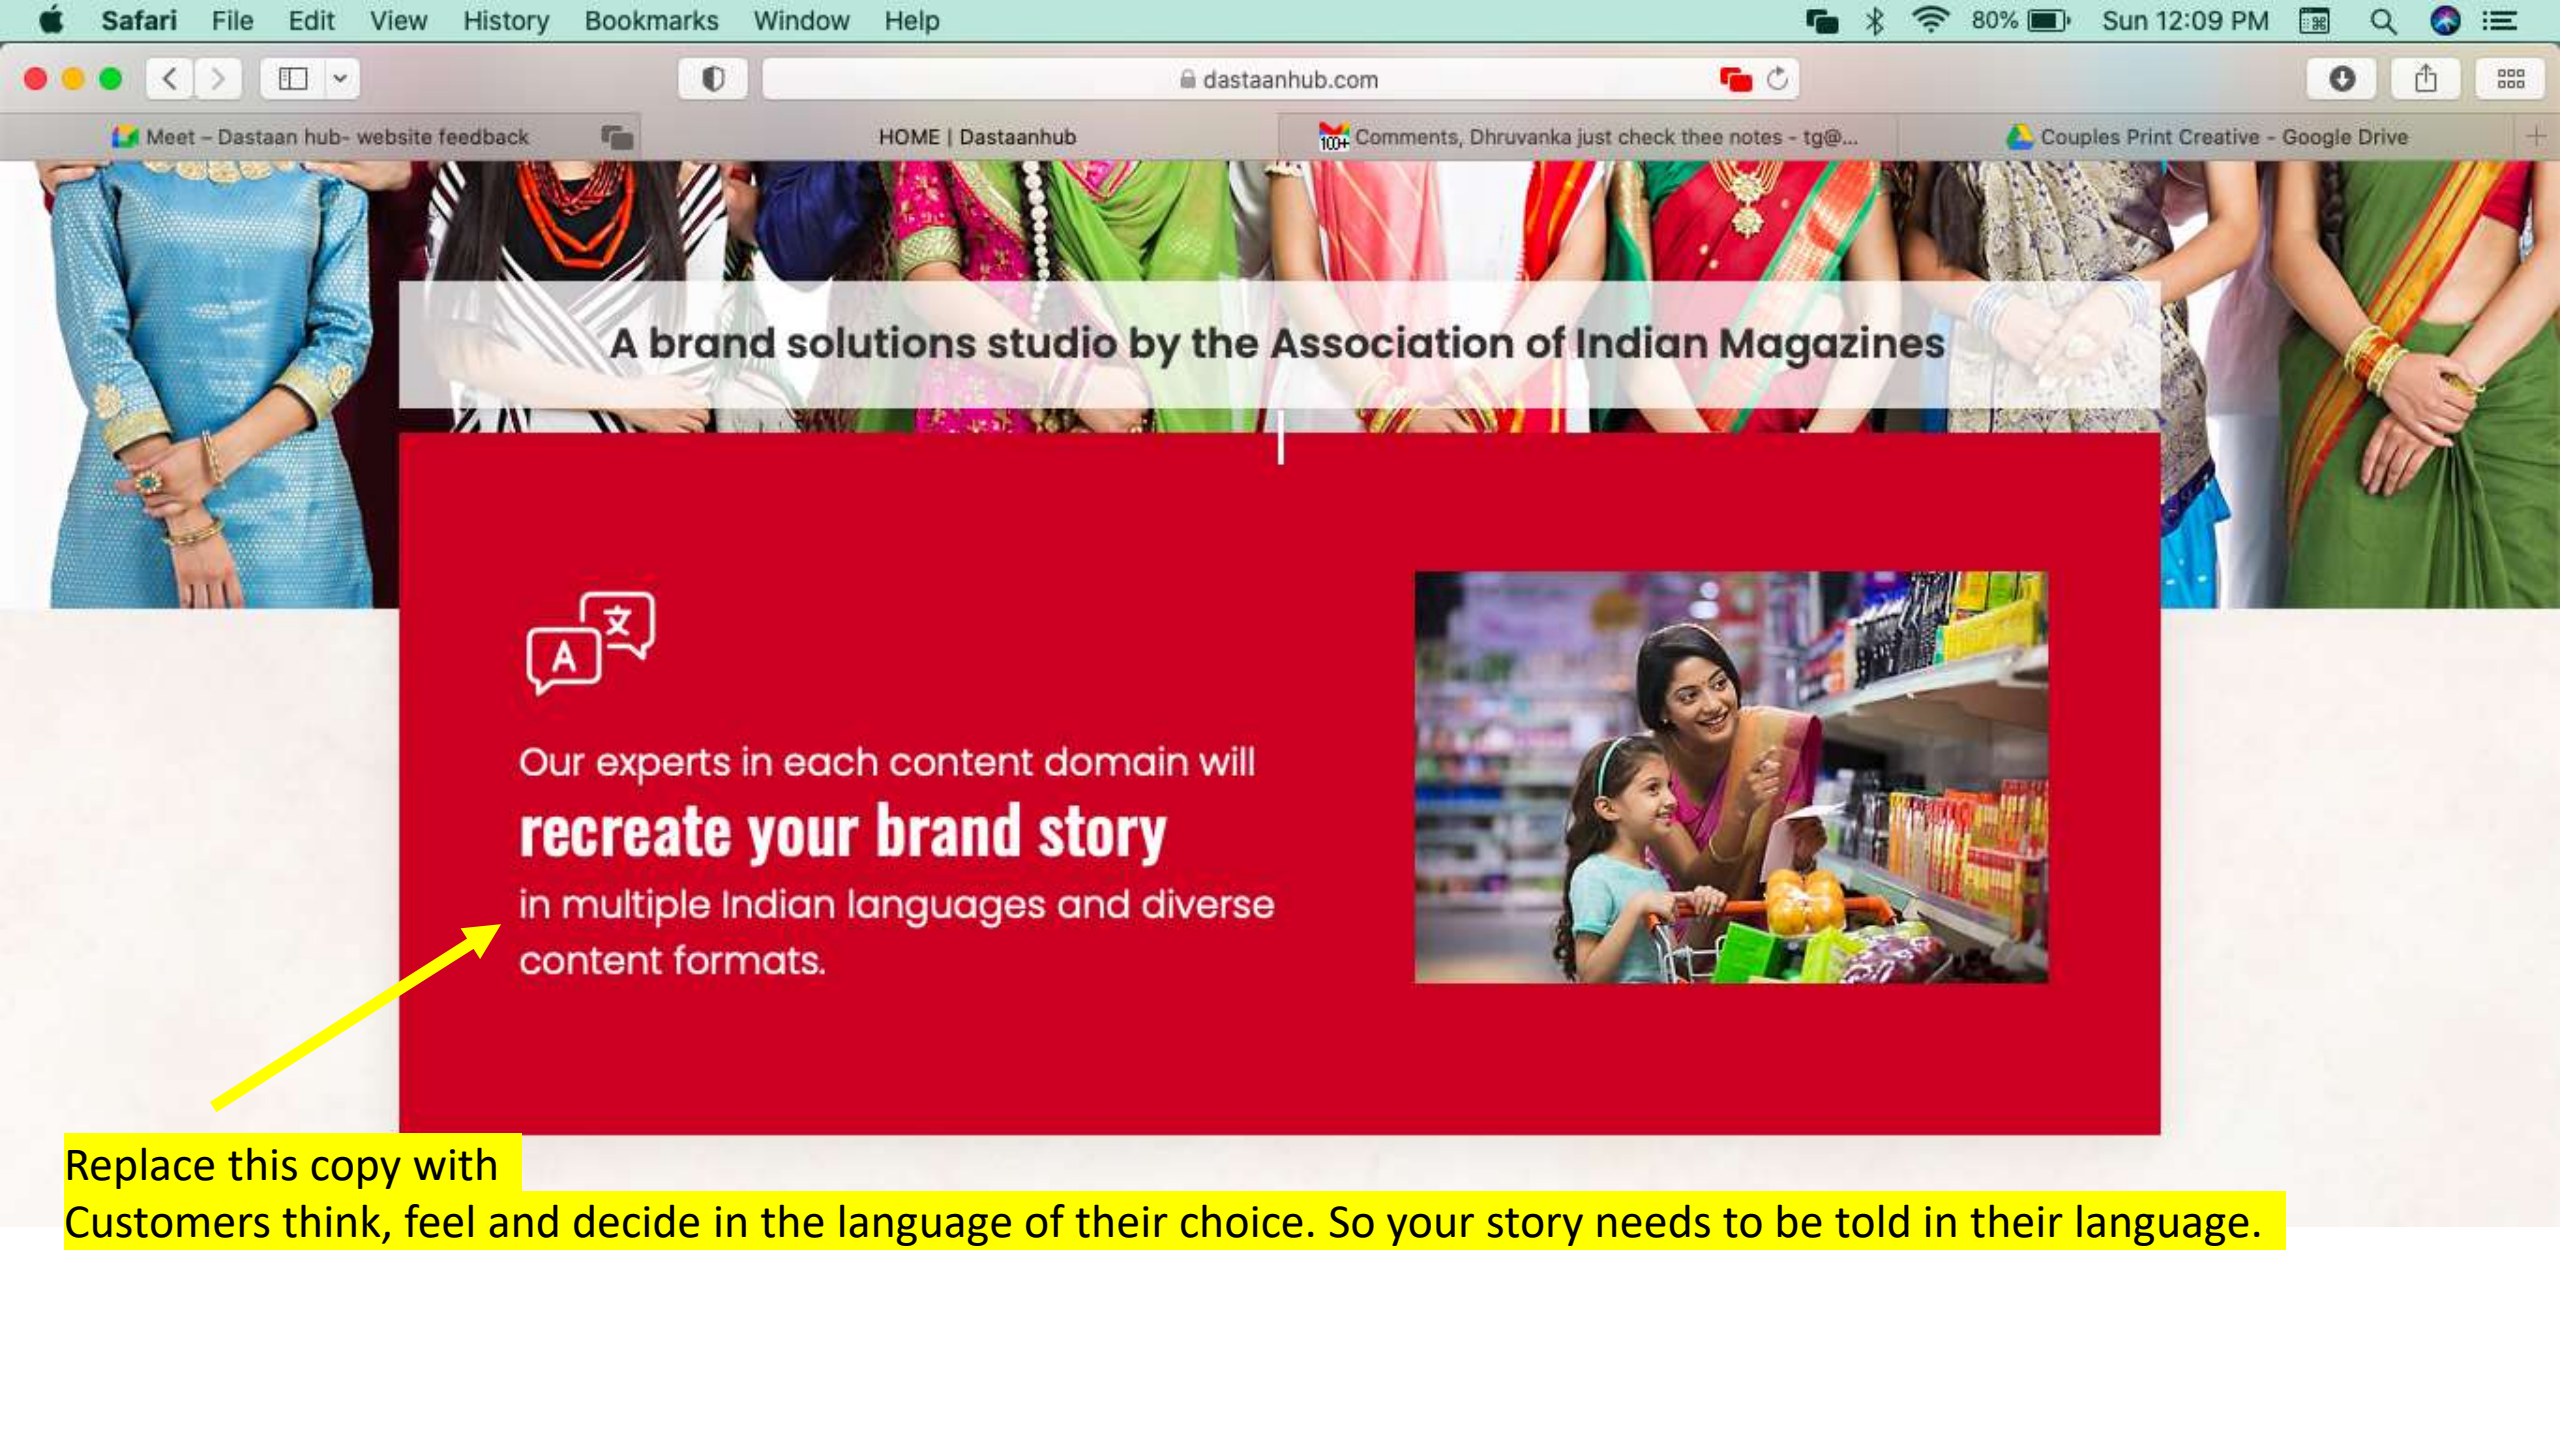 Safari File Edit View History Bookmarks Window Help 80% Sun 12:09 PM
dastaanhub.com
Meet – Dastaan hub- website feedback HOME | Dastaanhub 100+ Comments, Dhruvanka just check thee notes - tg@... Couples Print Creative - Google Drive
A brand solutions studio by the Association of Indian Magazines
A 文
Our experts in each content domain will
recreate your brand story
in multiple Indian languages and diverse
content formats.
Replace this copy with
Customers think, feel and decide in the language of their choice. So your story needs to be told in their language.